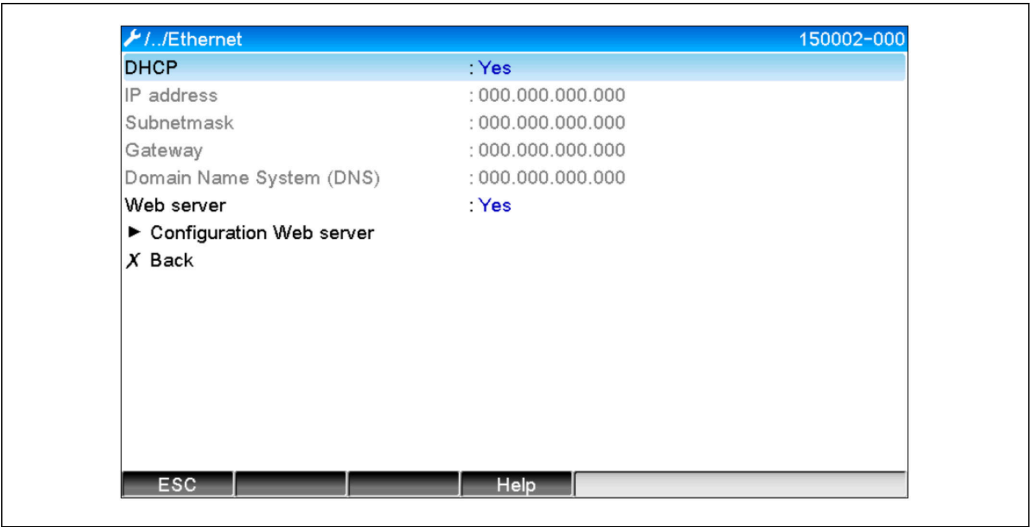 /../Ethernet 150002-000
DHCP : Yes
IP address : 000.000.000.000
Subnetmask : 000.000.000.000
Gateway : 000.000.000.000
Domain Name System (DNS) : 000.000.000.000
Web server : Yes
► Configuration Web server
X Back
ESC Help